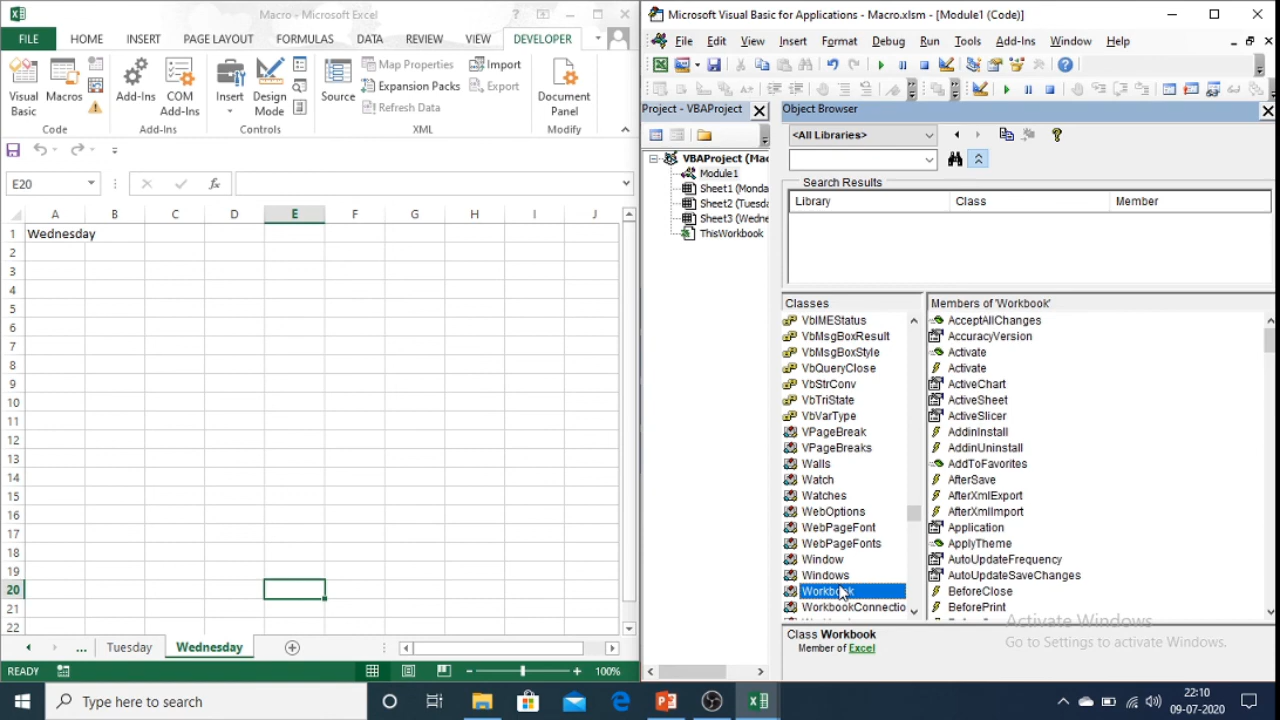 Macro - Microsoft Excel
FILE HOME INSERT PAGE LAYOUT FORMULAS DATA REVIEW VIEW DEVELOPER
Visual Basic
Macros
Code
Add-Ins
COM Add-Ins
Add-Ins
Insert
Design Mode
Controls
Source
Map Properties
Expansion Packs
Refresh Data
Import
Export
XML
Document Panel
Modify
E20
fx
A B C D E F G H I J
1 Wednesday
2
3
4
5
6
7
8
9
10
11
12
13
14
15
16
17
18
19
20
21
22
... Tuesday Wednesday
READY 100%
Microsoft Visual Basic for Applications - Macro.xlsm - [Module1 (Code)]
File Edit View Insert Format Debug Run Tools Add-Ins Window Help
Project - VBAProject
VBAProject (Mac
Module1
Sheet1 (Monda
Sheet2 (Tuesda
Sheet3 (Wedne
ThisWorkbook
Object Browser
<All Libraries>
Search Results
Library Class Member
Classes
VbIMEStatus
VbMsgBoxResult
VbMsgBoxStyle
VbQueryClose
VbStrConv
VbTriState
VbVarType
VPageBreak
VPageBreaks
Walls
Watch
Watches
WebOptions
WebPageFont
WebPageFonts
Window
Windows
Workbook
WorkbookConnectio
Members of 'Workbook'
AcceptAllChanges
AccuracyVersion
Activate
Activate
ActiveChart
ActiveSheet
ActiveSlicer
AddinInstall
AddinUninstall
AddToFavorites
AfterSave
AfterXmlExport
AfterXmlImport
Application
ApplyTheme
AutoUpdateFrequency
AutoUpdateSaveChanges
BeforeClose
BeforePrint
Class Workbook
Member of Excel
Activate Windows
Go to Settings to activate Windows.
Type here to search
22:10
09-07-2020